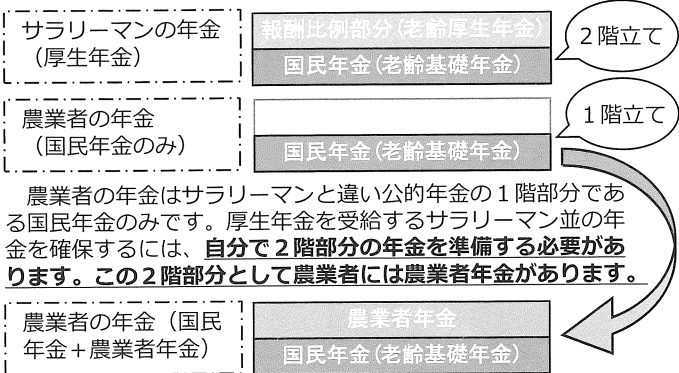 サラリーマンの年金
（厚生年金）
報酬比例部分（老齢厚生年金）
国民年金（老齢基礎年金）
２階立て
農業者の年金
（国民年金のみ）
国民年金（老齢基礎年金）
１階立て
農業者の年金はサラリーマンと違い公的年金の１階部分であ
る国民年金のみです。厚生年金を受給するサラリーマン並の年
金を確保するには、自分で２階部分の年金を準備する必要があ
ります。この２階部分として農業者には農業者年金があります。
農業者の年金（国民
年金＋農業者年金）
農業者年金
国民年金（老齢基礎年金）